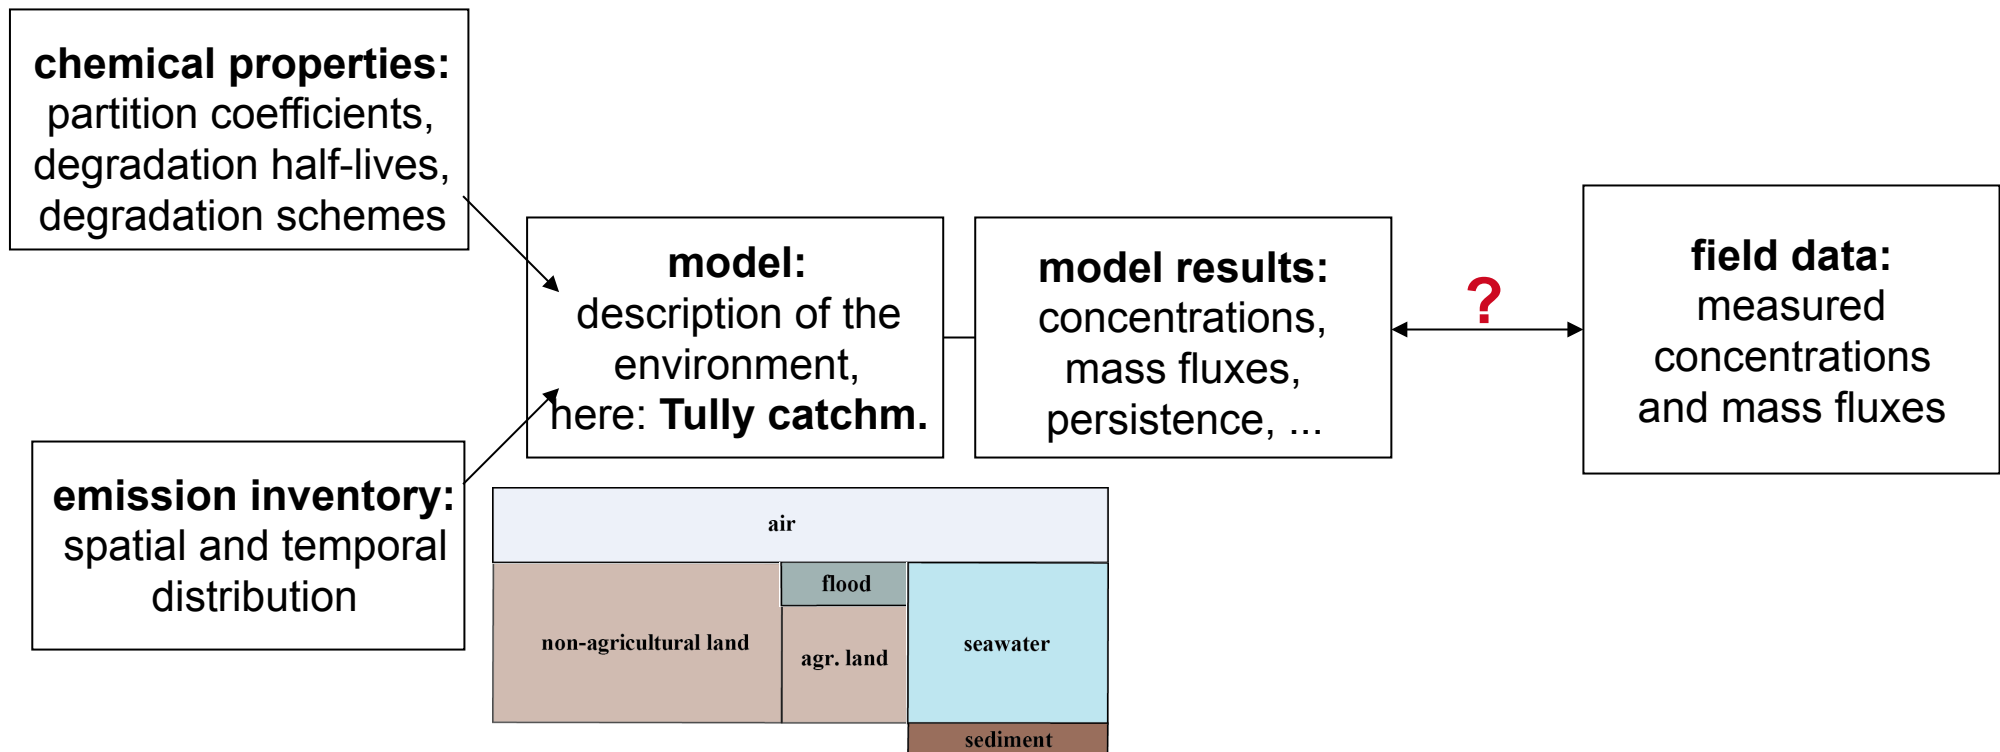 chemical properties:
partition coefficients,
degradation half-lives,
degradation schemes
emission inventory:
spatial and temporal
distribution
model:
description of the
environment,
here: Tully catchm.
model results:
concentrations,
mass fluxes,
persistence, ...
?
field data:
measured
concentrations
and mass fluxes
air
flood
non-agricultural land
agr. land
seawater
sediment